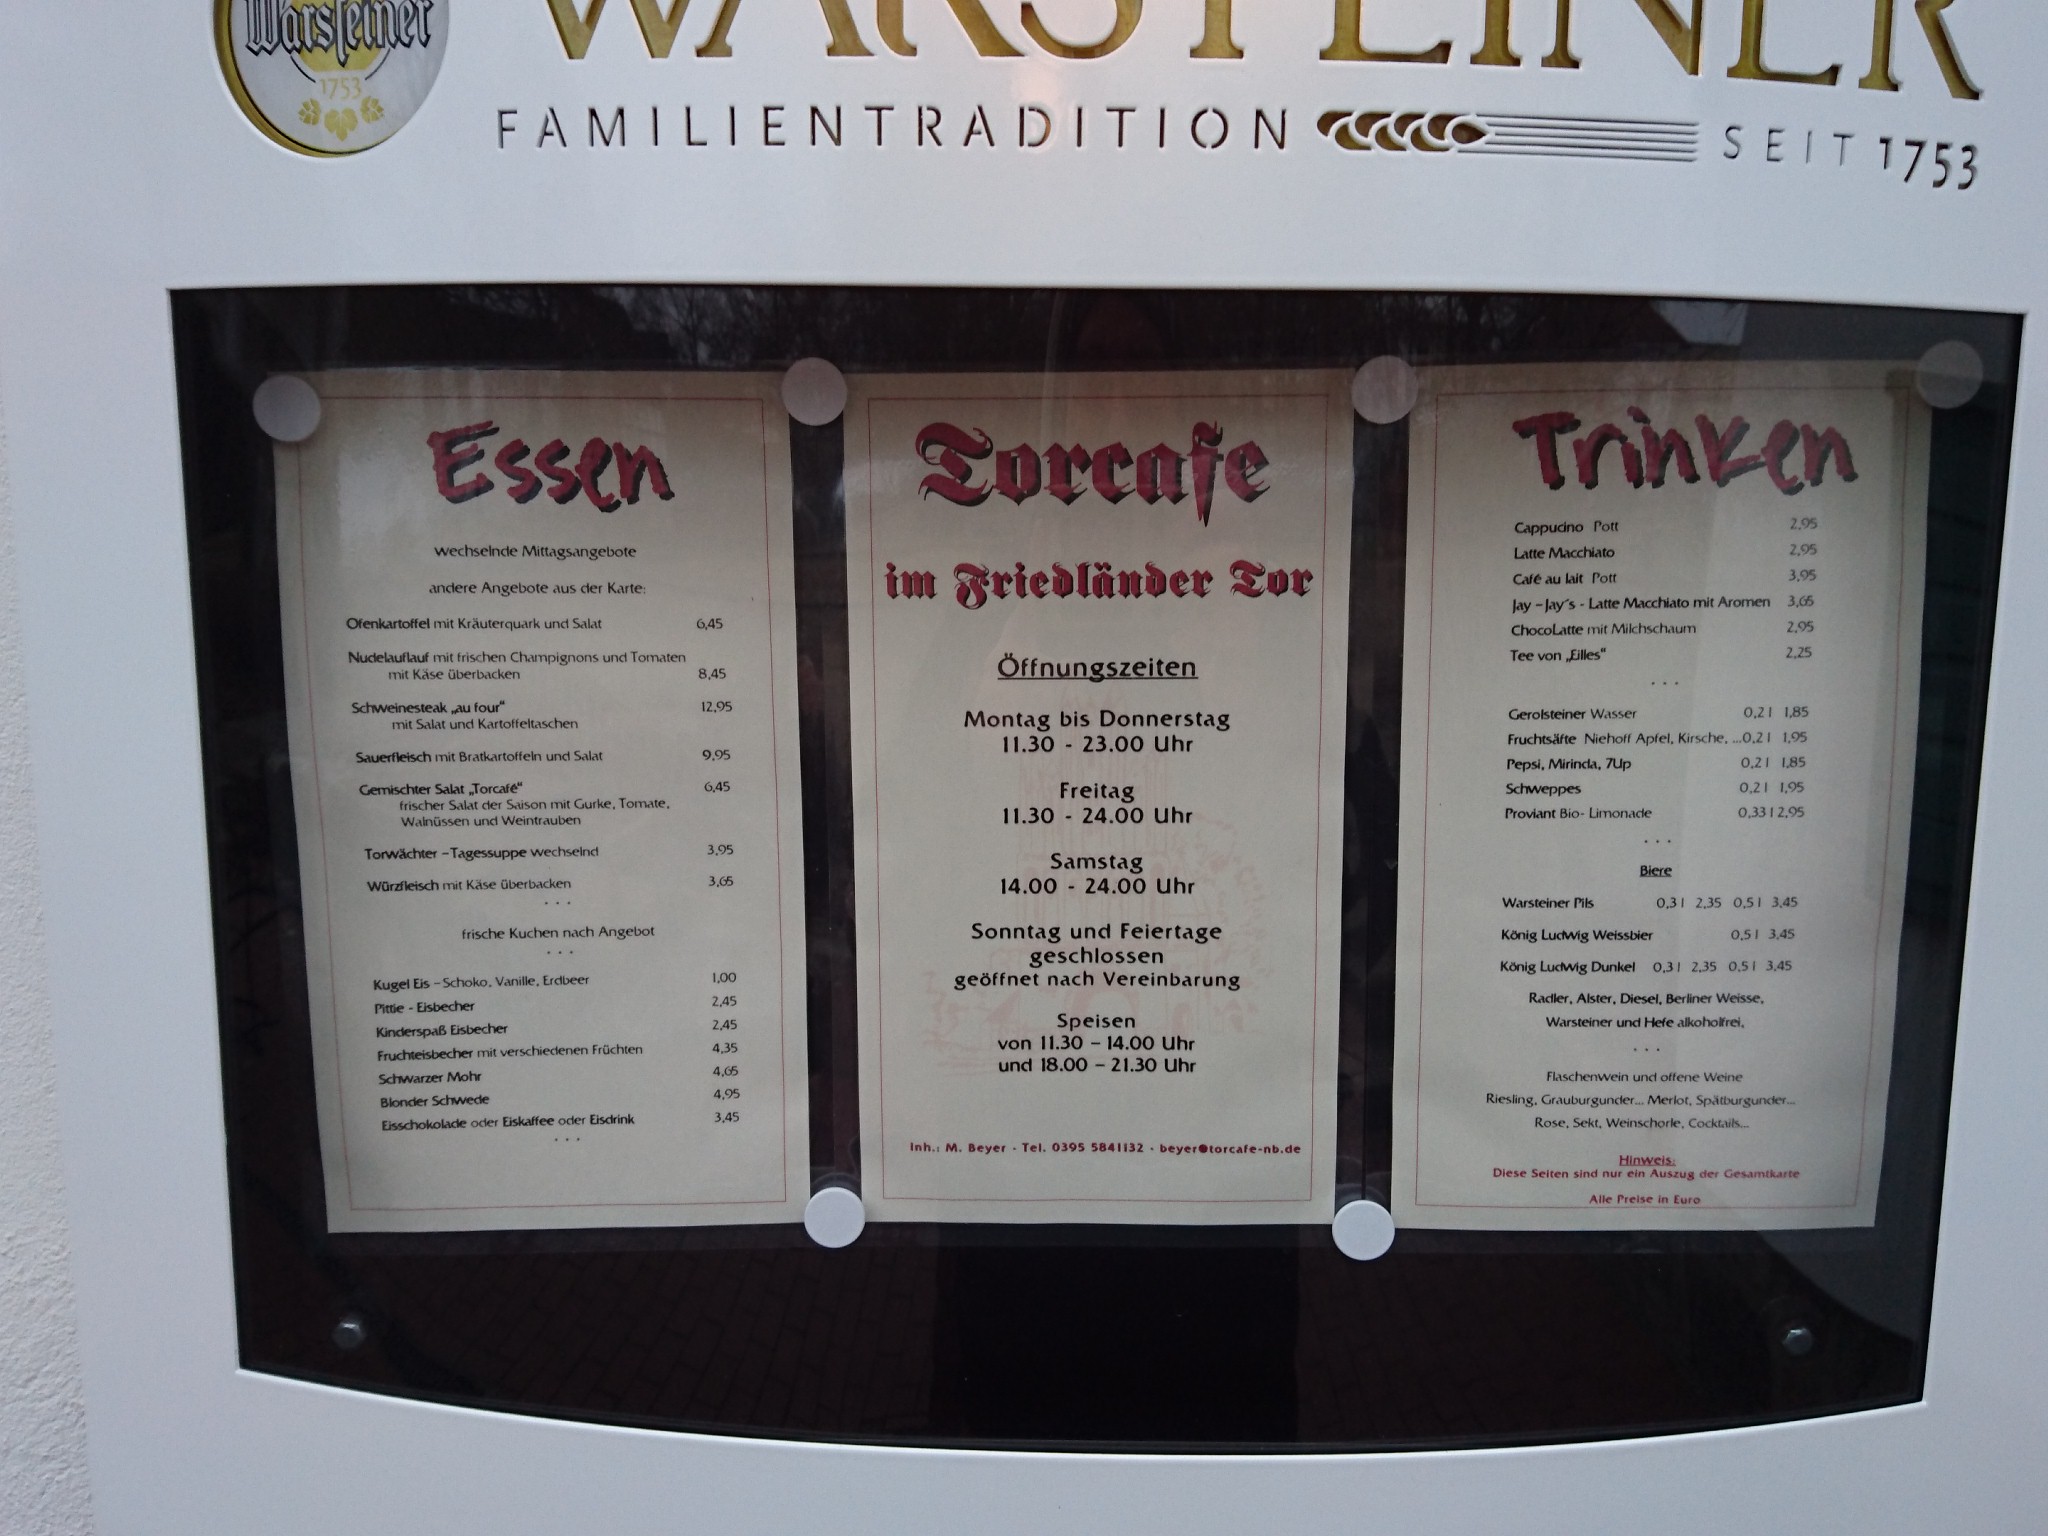 Warsteiner
1753
WARSTEINER
FAMILIENTRADITION SEIT 1753
Essen
wechselnde Mittagsangebote
andere Angebote aus der Karte:
Ofenkartoffel mit Kräuterquark und Salat 6,45
Nudelauflauf mit frischen Champignons und Tomaten
mit Käse überbacken 8,45
Schweinesteak „au four“ 12,95
mit Salat und Kartoffeltaschen
Sauerfleisch mit Bratkartoffeln und Salat 9,95
Gemischter Salat „Torcafé“ 6,45
frischer Salat der Saison mit Gurke, Tomate,
Walnüssen und Weintrauben
Torwächter – Tagessuppe wechselnd 3,95
Würzfleisch mit Käse überbacken 3,65
. . .
frische Kuchen nach Angebot
. . .
Kugel Eis – Schoko, Vanille, Erdbeer 1,00
Pittie - Eisbecher 2,45
Kinderspaß Eisbecher 2,45
Fruchteisbecher mit verschiedenen Früchten 4,35
Schwarzer Mohr 4,65
Blonder Schwede 4,95
Eisschokolade oder Eiskaffee oder Eisdrink 3,45
. . .
Torcafe
im Friedländer Tor
Öffnungszeiten
Montag bis Donnerstag
11.30 - 23.00 Uhr
Freitag
11.30 - 24.00 Uhr
Samstag
14.00 - 24.00 Uhr
Sonntag und Feiertage
geschlossen
geöffnet nach Vereinbarung
Speisen
von 11.30 – 14.00 Uhr
und 18.00 – 21.30 Uhr
Inh.: M. Beyer · Tel. 0395 5841132 · beyer@torcafe-nb.de
Trinken
Cappucino Pott 2,95
Latte Macchiato 2,95
Café au lait Pott 3,95
Jay –Jay´s - Latte Macchiato mit Aromen 3,65
ChocoLatte mit Milchschaum 2,95
Tee von „Eilles“ 2,25
. . .
Gerolsteiner Wasser 0,2 l 1,85
Fruchtsäfte Niehoff Apfel, Kirsche, ...0,2 l 1,95
Pepsi, Mirinda, 7Up 0,2 l 1,85
Schweppes 0,2 l 1,95
Proviant Bio- Limonade 0,33 l 2,95
. . .
Biere
Warsteiner Pils 0,3 l 2,35 0,5 l 3,45
König Ludwig Weissbier 0,5 l 3,45
König Ludwig Dunkel 0,3 l 2,35 0,5 l 3,45
Radler, Alster, Diesel, Berliner Weisse,
Warsteiner und Hefe alkoholfrei,
. . .
Flaschenwein und offene Weine
Riesling, Grauburgunder... Merlot, Spätburgunder...
Rose, Sekt, Weinschorle, Cocktails...
Hinweis:
Diese Seiten sind nur ein Auszug der Gesamtkarte
Alle Preise in Euro